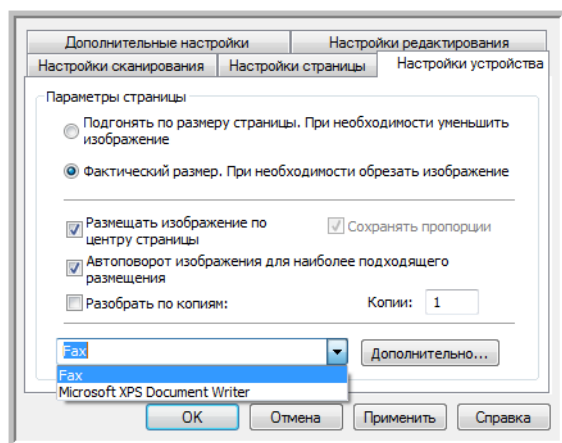 Дополнительные настройки
Настройки редактирования
Настройки сканирования
Настройки страницы
Настройки устройства
Параметры страницы
Подгонять по размеру страницы. При необходимости уменьшить
изображение
Фактический размер. При необходимости обрезать изображение
Размещать изображение по
центру страницы
Сохранять пропорции
Автоповорот изображения для наиболее подходящего
размещения
Разобрать по копиям:
Копии: 1
Fax
Дополнительно...
Fax
Microsoft XPS Document Writer
OK
Отмена
Применить
Справка